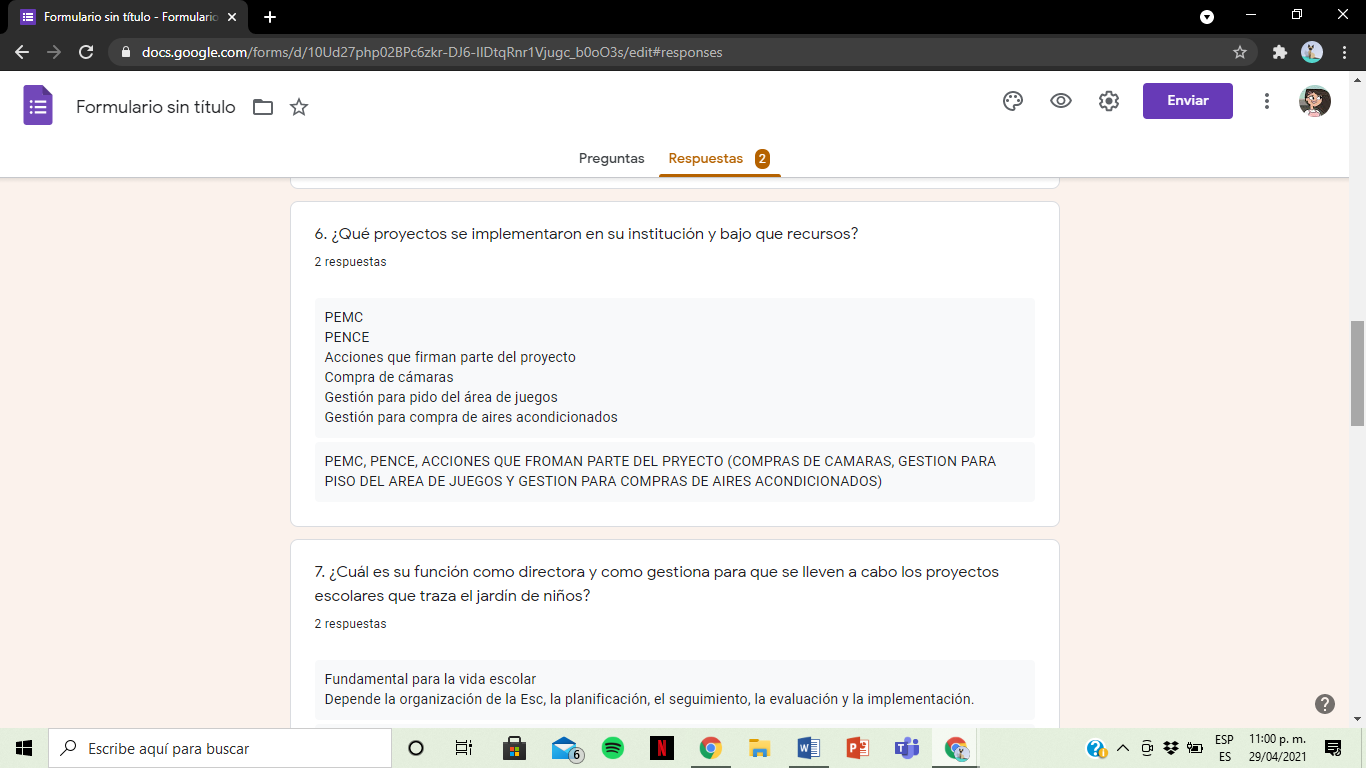 Formulario sin título - Formulario
docs.google.com/forms/d/10Ud27php02BPc6zkr-DJ6-IIDtqRnr1Vjugc_b0oO3s/edit#responses
Formulario sin título
Enviar
Preguntas
Respuestas 2
6. ¿Qué proyectos se implementaron en su institución y bajo que recursos?
2 respuestas
PEMC
PENCE
Acciones que firman parte del proyecto
Compra de cámaras
Gestión para pido del área de juegos
Gestión para compra de aires acondicionados
PEMC, PENCE, ACCIONES QUE FROMAN PARTE DEL PRYECTO (COMPRAS DE CAMARAS, GESTION PARA
PISO DEL AREA DE JUEGOS Y GESTION PARA COMPRAS DE AIRES ACONDICIONADOS)
7. ¿Cuál es su función como directora y como gestiona para que se lleven a cabo los proyectos
escolares que traza el jardín de niños?
2 respuestas
Fundamental para la vida escolar
Depende la organización de la Esc, la planificación, el seguimiento, la evaluación y la implementación.
Escribe aquí para buscar
6
ESP
ES
11:00 p. m.
29/04/2021